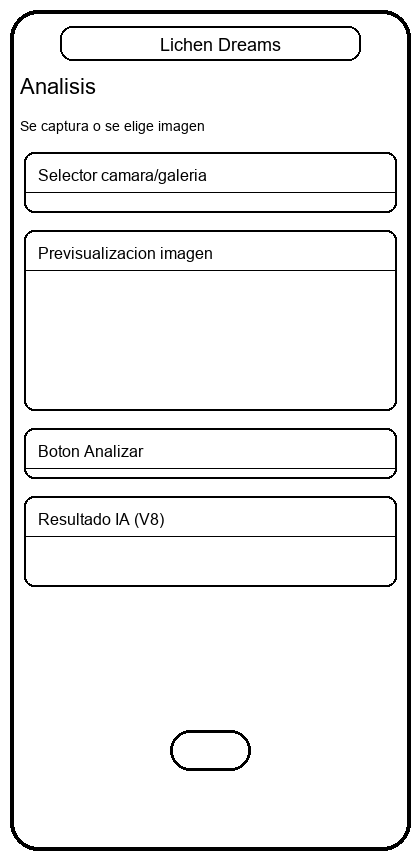 Lichen Dreams
Analisis
Se captura o se elige imagen
Selector camara/galeria
Previsualizacion imagen
Boton Analizar
Resultado IA (V8)